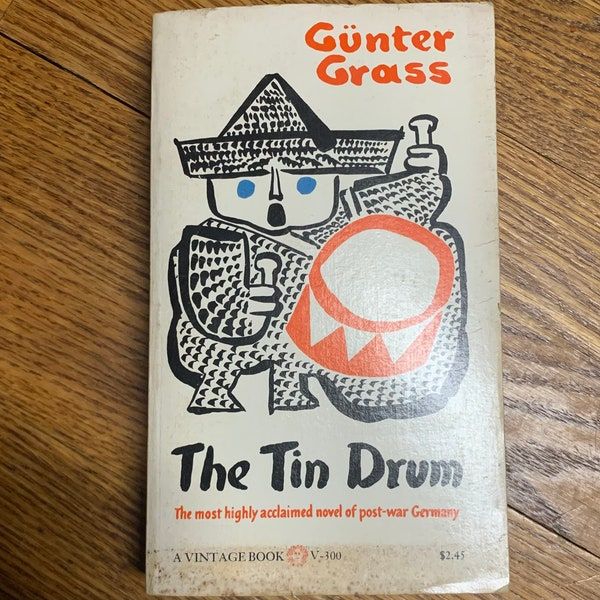 Günter
Grass
The Tin Drum
The most highly acclaimed novel of post-war Germany
A VINTAGE BOOK V-300 $2.45